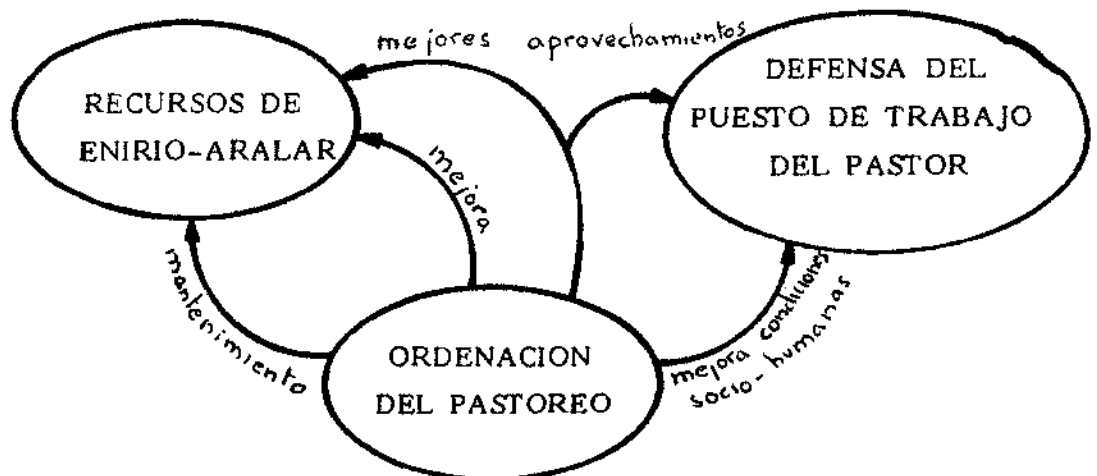 mejores aprovechamientos
RECURSOS DE
ENIRIO-ARALAR
DEFENSA DEL
PUESTO DE TRABAJO
DEL PASTOR
mejora
mantenimiento
mejora condiciones
socio-humanas
ORDENACION
DEL PASTOREO